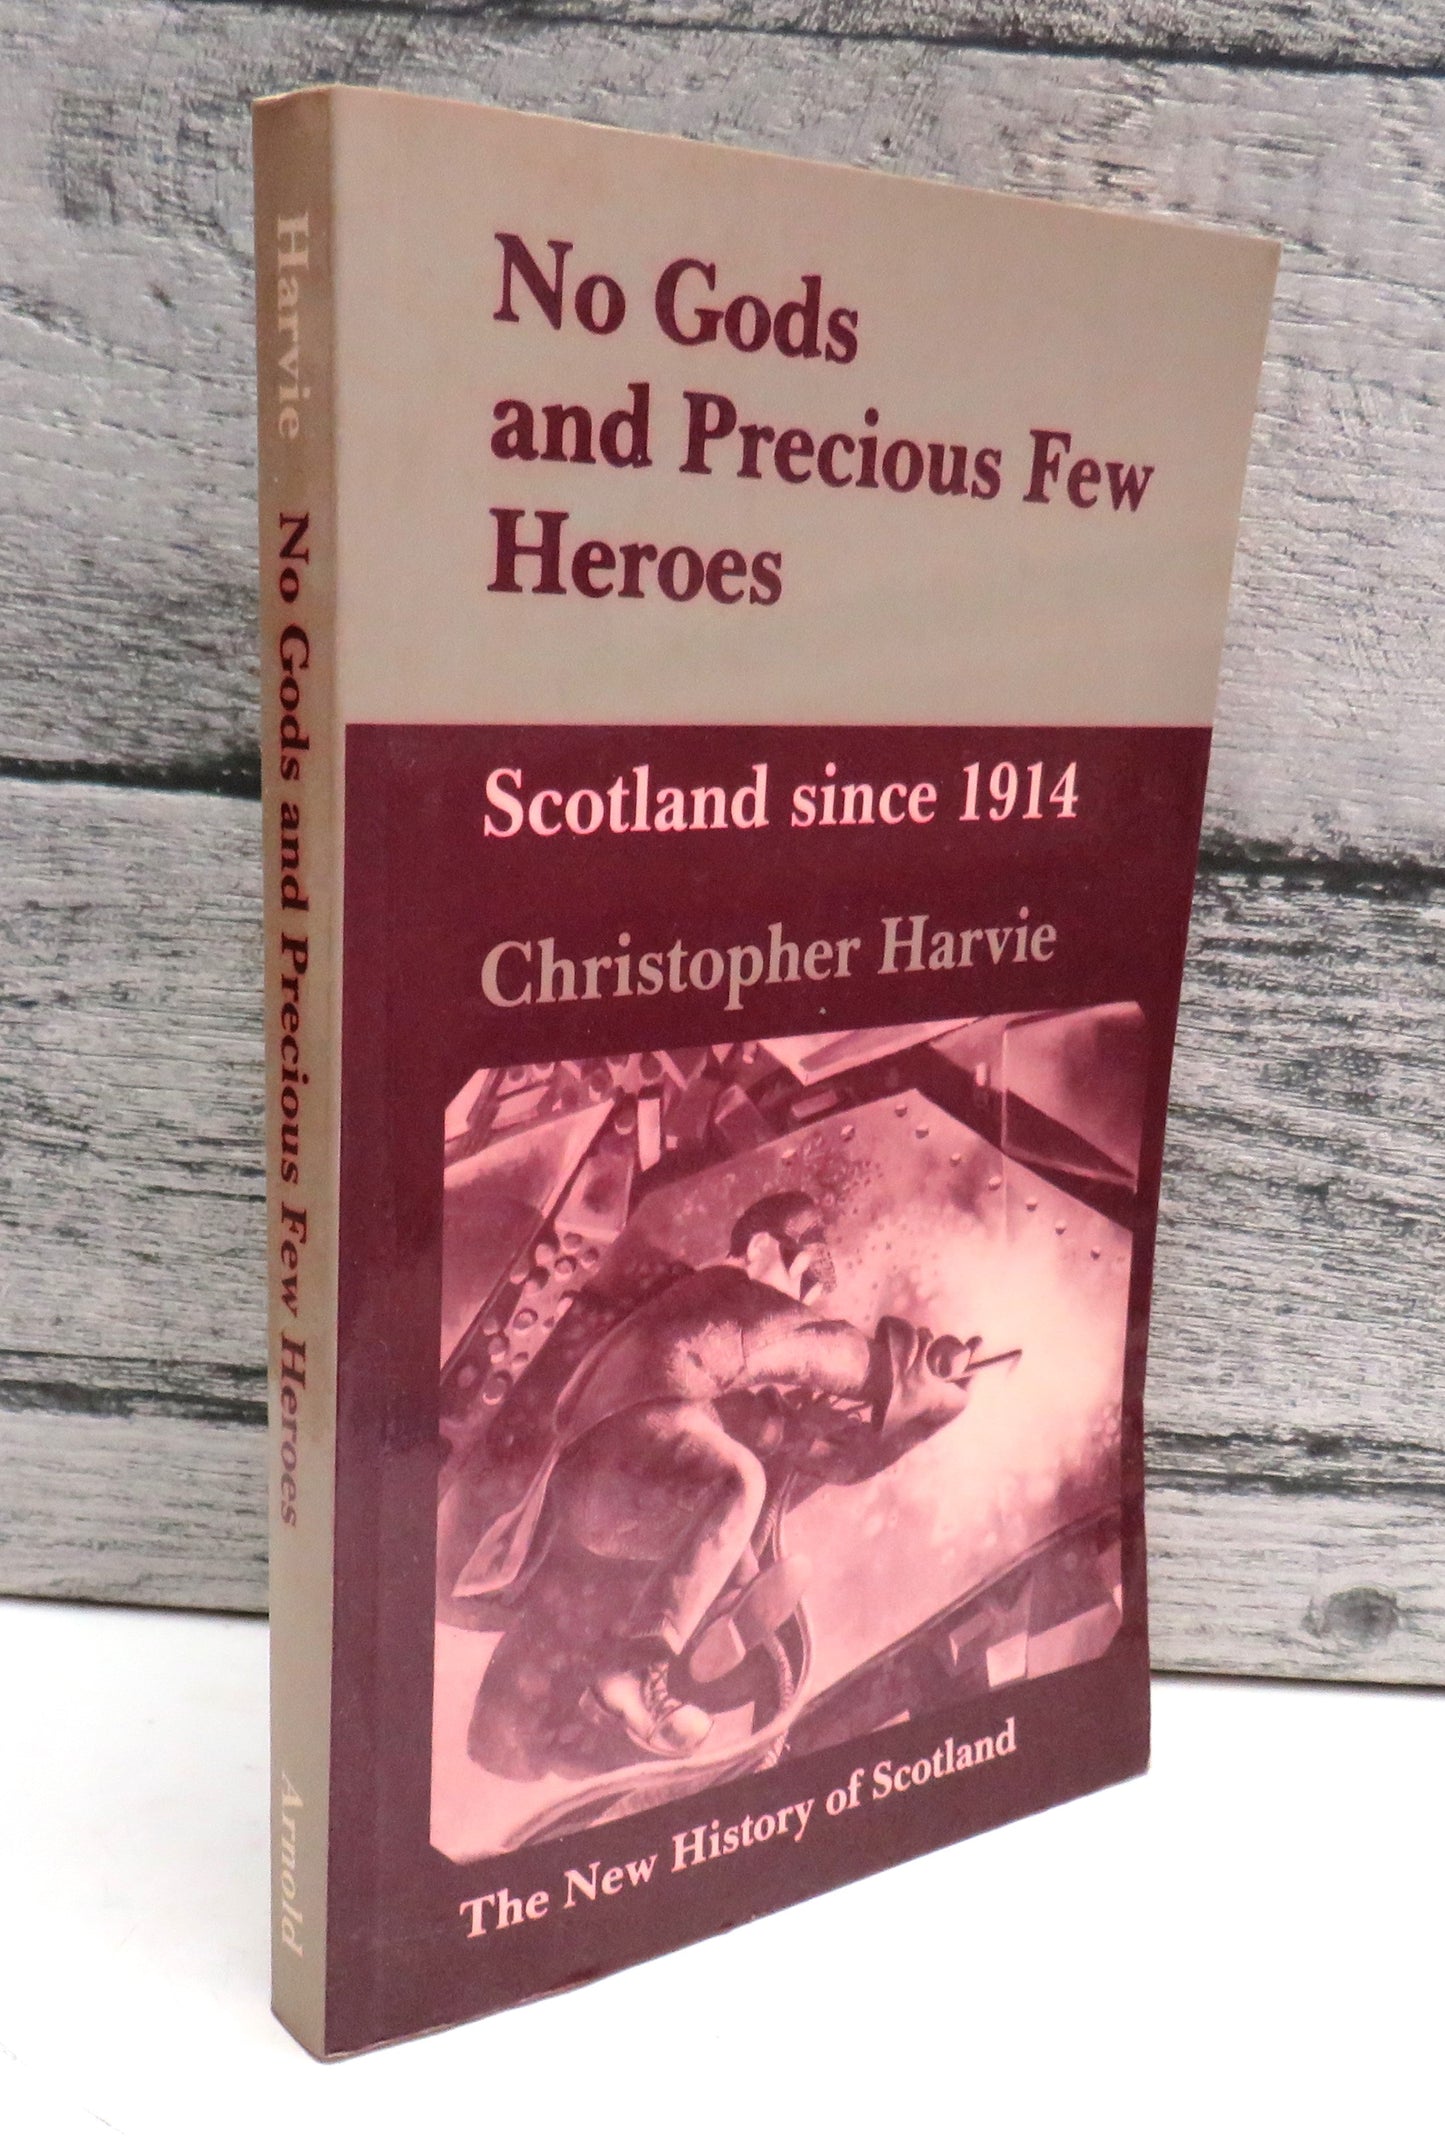 Harvie No Gods and Precious Few Heroes Arnold
No Gods
and Precious Few
Heroes
Scotland since 1914
Christopher Harvie
The New History of Scotland